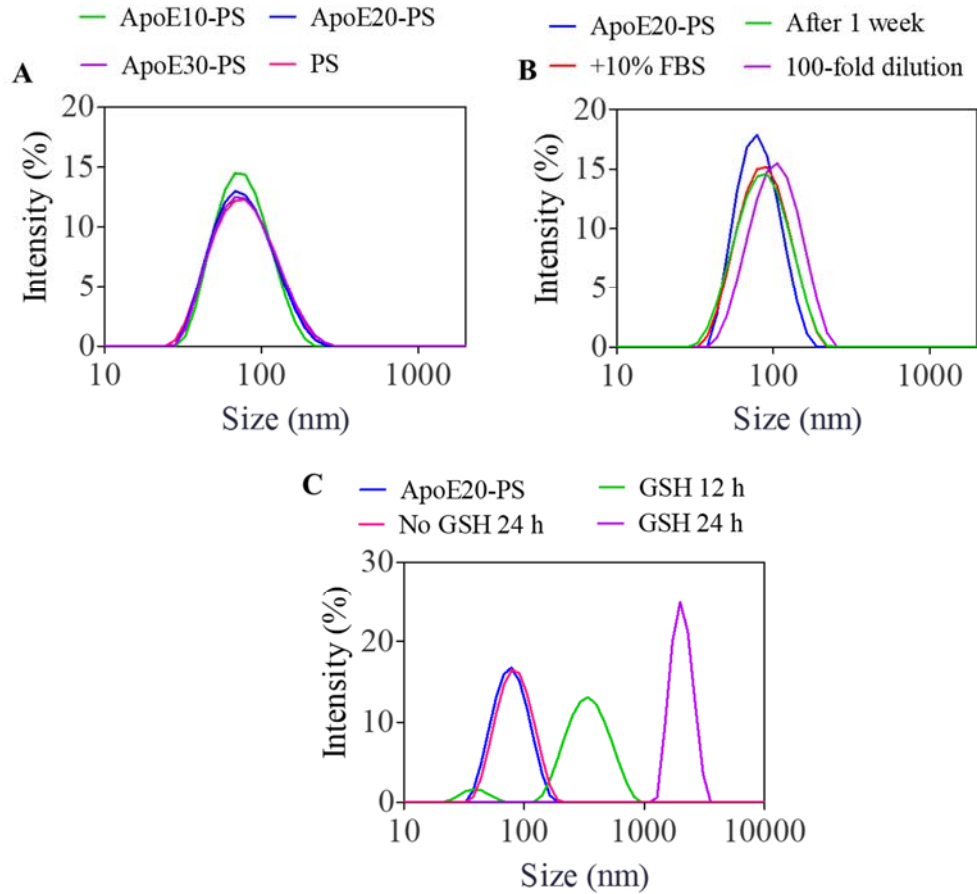 ApoE10-PS ApoE20-PS
ApoE30-PS PS
A
Intensity (%)
20
15
10
5
0
10 100 1000
Size (nm)
ApoE20-PS After 1 week
+10% FBS 100-fold dilution
B
Intensity (%)
20
15
10
5
0
10 100 1000
Size (nm)
C
ApoE20-PS GSH 12 h
No GSH 24 h GSH 24 h
Intensity (%)
30
20
10
0
10 100 1000 10000
Size (nm)